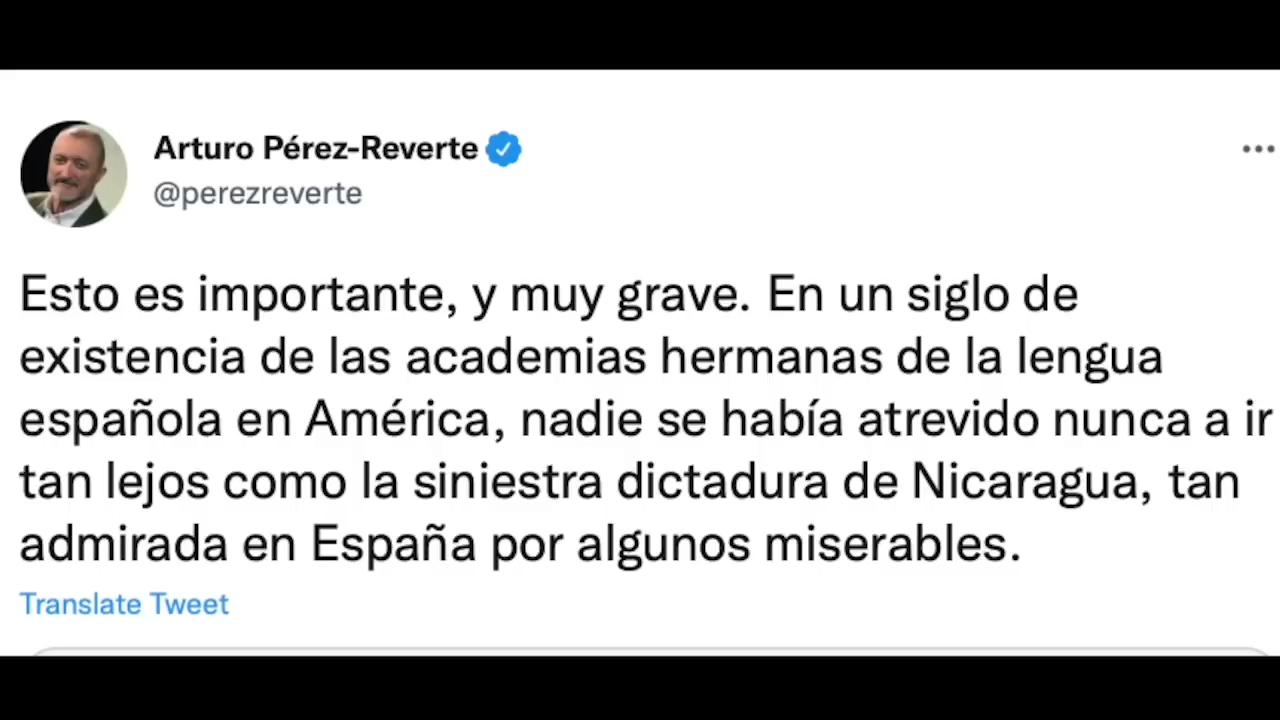 Arturo Pérez-Reverte
@perezreverte
Esto es importante, y muy grave. En un siglo de
existencia de las academias hermanas de la lengua
española en América, nadie se había atrevido nunca a ir
tan lejos como la siniestra dictadura de Nicaragua, tan
admirada en España por algunos miserables.
Translate Tweet